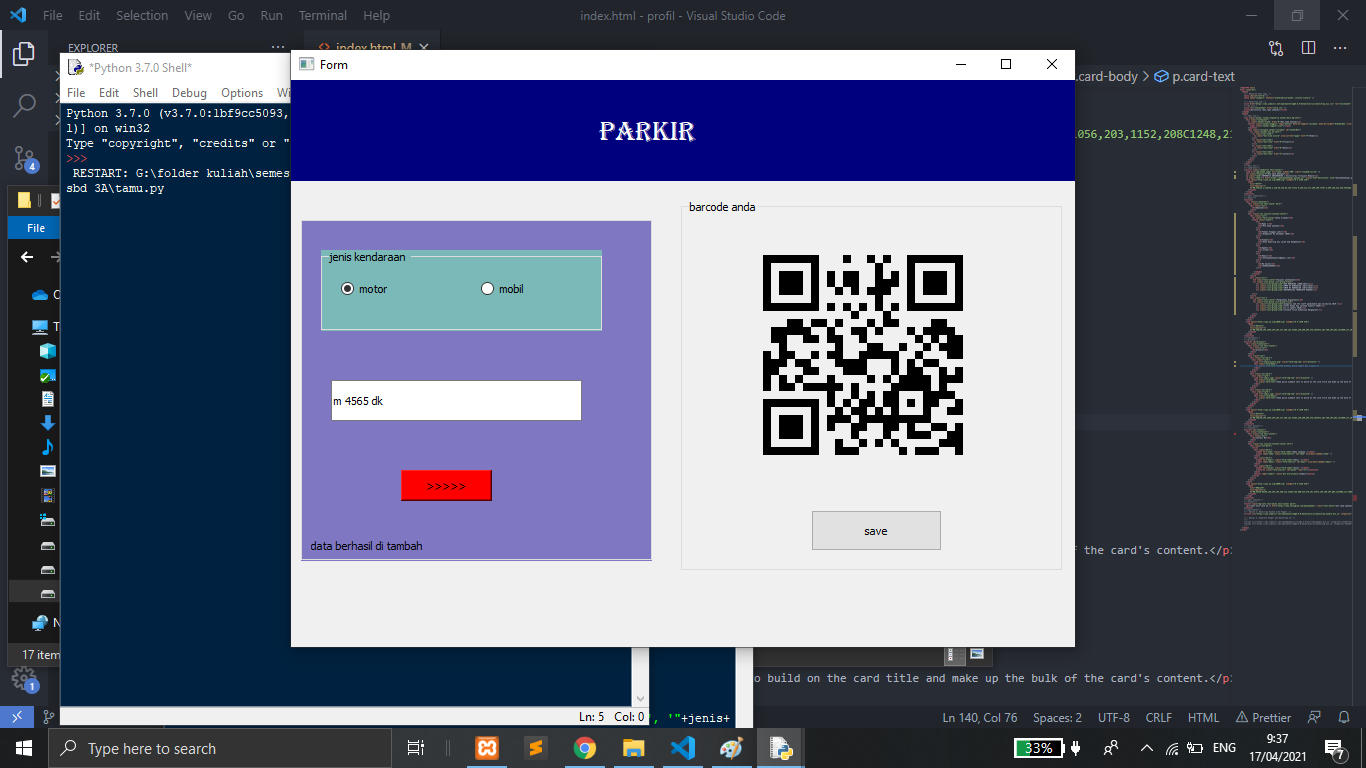 File Edit Selection View Go Run Terminal Help index.html - profil - Visual Studio Code
EXPLORER
index.html M
*Python 3.7.0 Shell*
File Edit Shell Debug Options
Python 3.7.0 (v3.7.0:1bf9cc5093,
l)] on win32
Type "copyright", "credits" or "
>>>
RESTART: G:\folder kuliah\semes
sbd 3A\tamu.py
Form
PARKIR
jenis kendaraan
motor mobil
m 4565 dk
>>>>>
data berhasil di tambah
barcode anda
save
.card-body > p.card-text
1056,203,1152,208C1248,21
f the card's content.</p
o build on the card title and make up the bulk of the card's content.</p
File
17 item
4
1
Ln: 5 Col: 0
', '"+jenis+
Ln 140, Col 76 Spaces: 2 UTF-8 CRLF HTML Prettier
Type here to search
33%
ENG
9:37
17/04/2021
7